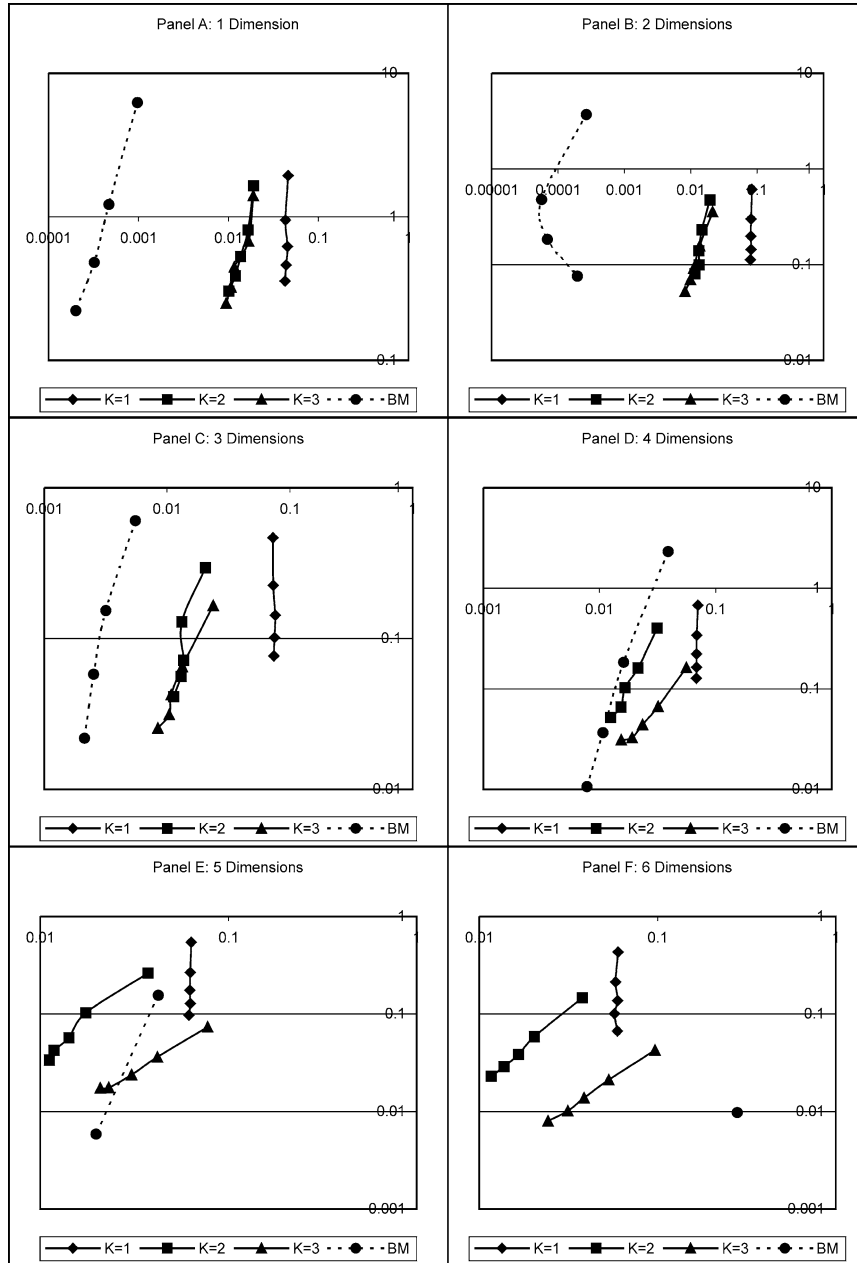 Panel A: 1 Dimension
10
0.0001 0.001 0.01 0.1 1
1
0.1
K=1 K=2 K=3 BM
Panel B: 2 Dimensions
10
1
0.00001 0.0001 0.001 0.01 0.1 1
0.1
0.01
K=1 K=2 K=3 BM
Panel C: 3 Dimensions
1
0.001 0.01 0.1 1
0.1
0.01
K=1 K=2 K=3 BM
Panel D: 4 Dimensions
10
1
0.001 0.01 0.1 1
0.1
0.01
K=1 K=2 K=3 BM
Panel E: 5 Dimensions
1
0.01 0.1 1
0.1
0.01
0.001
K=1 K=2 K=3 BM
Panel F: 6 Dimensions
1
0.01 0.1 1
0.1
0.01
0.001
K=1 K=2 K=3 BM